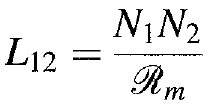 L₁₂ = N₁N₂ / ℛₘ